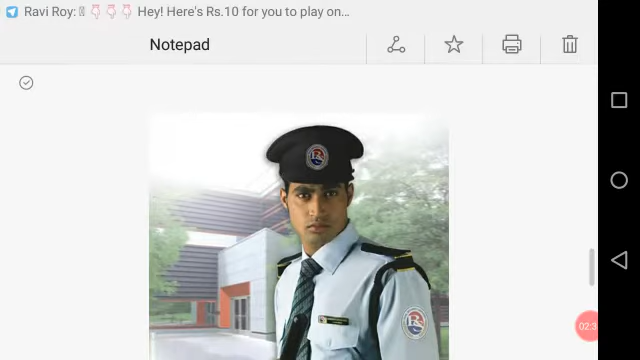 Ravi Roy: 👇🏻👇🏻👇🏻 Hey! Here's Rs.10 for you to play on...
Notepad
02:3